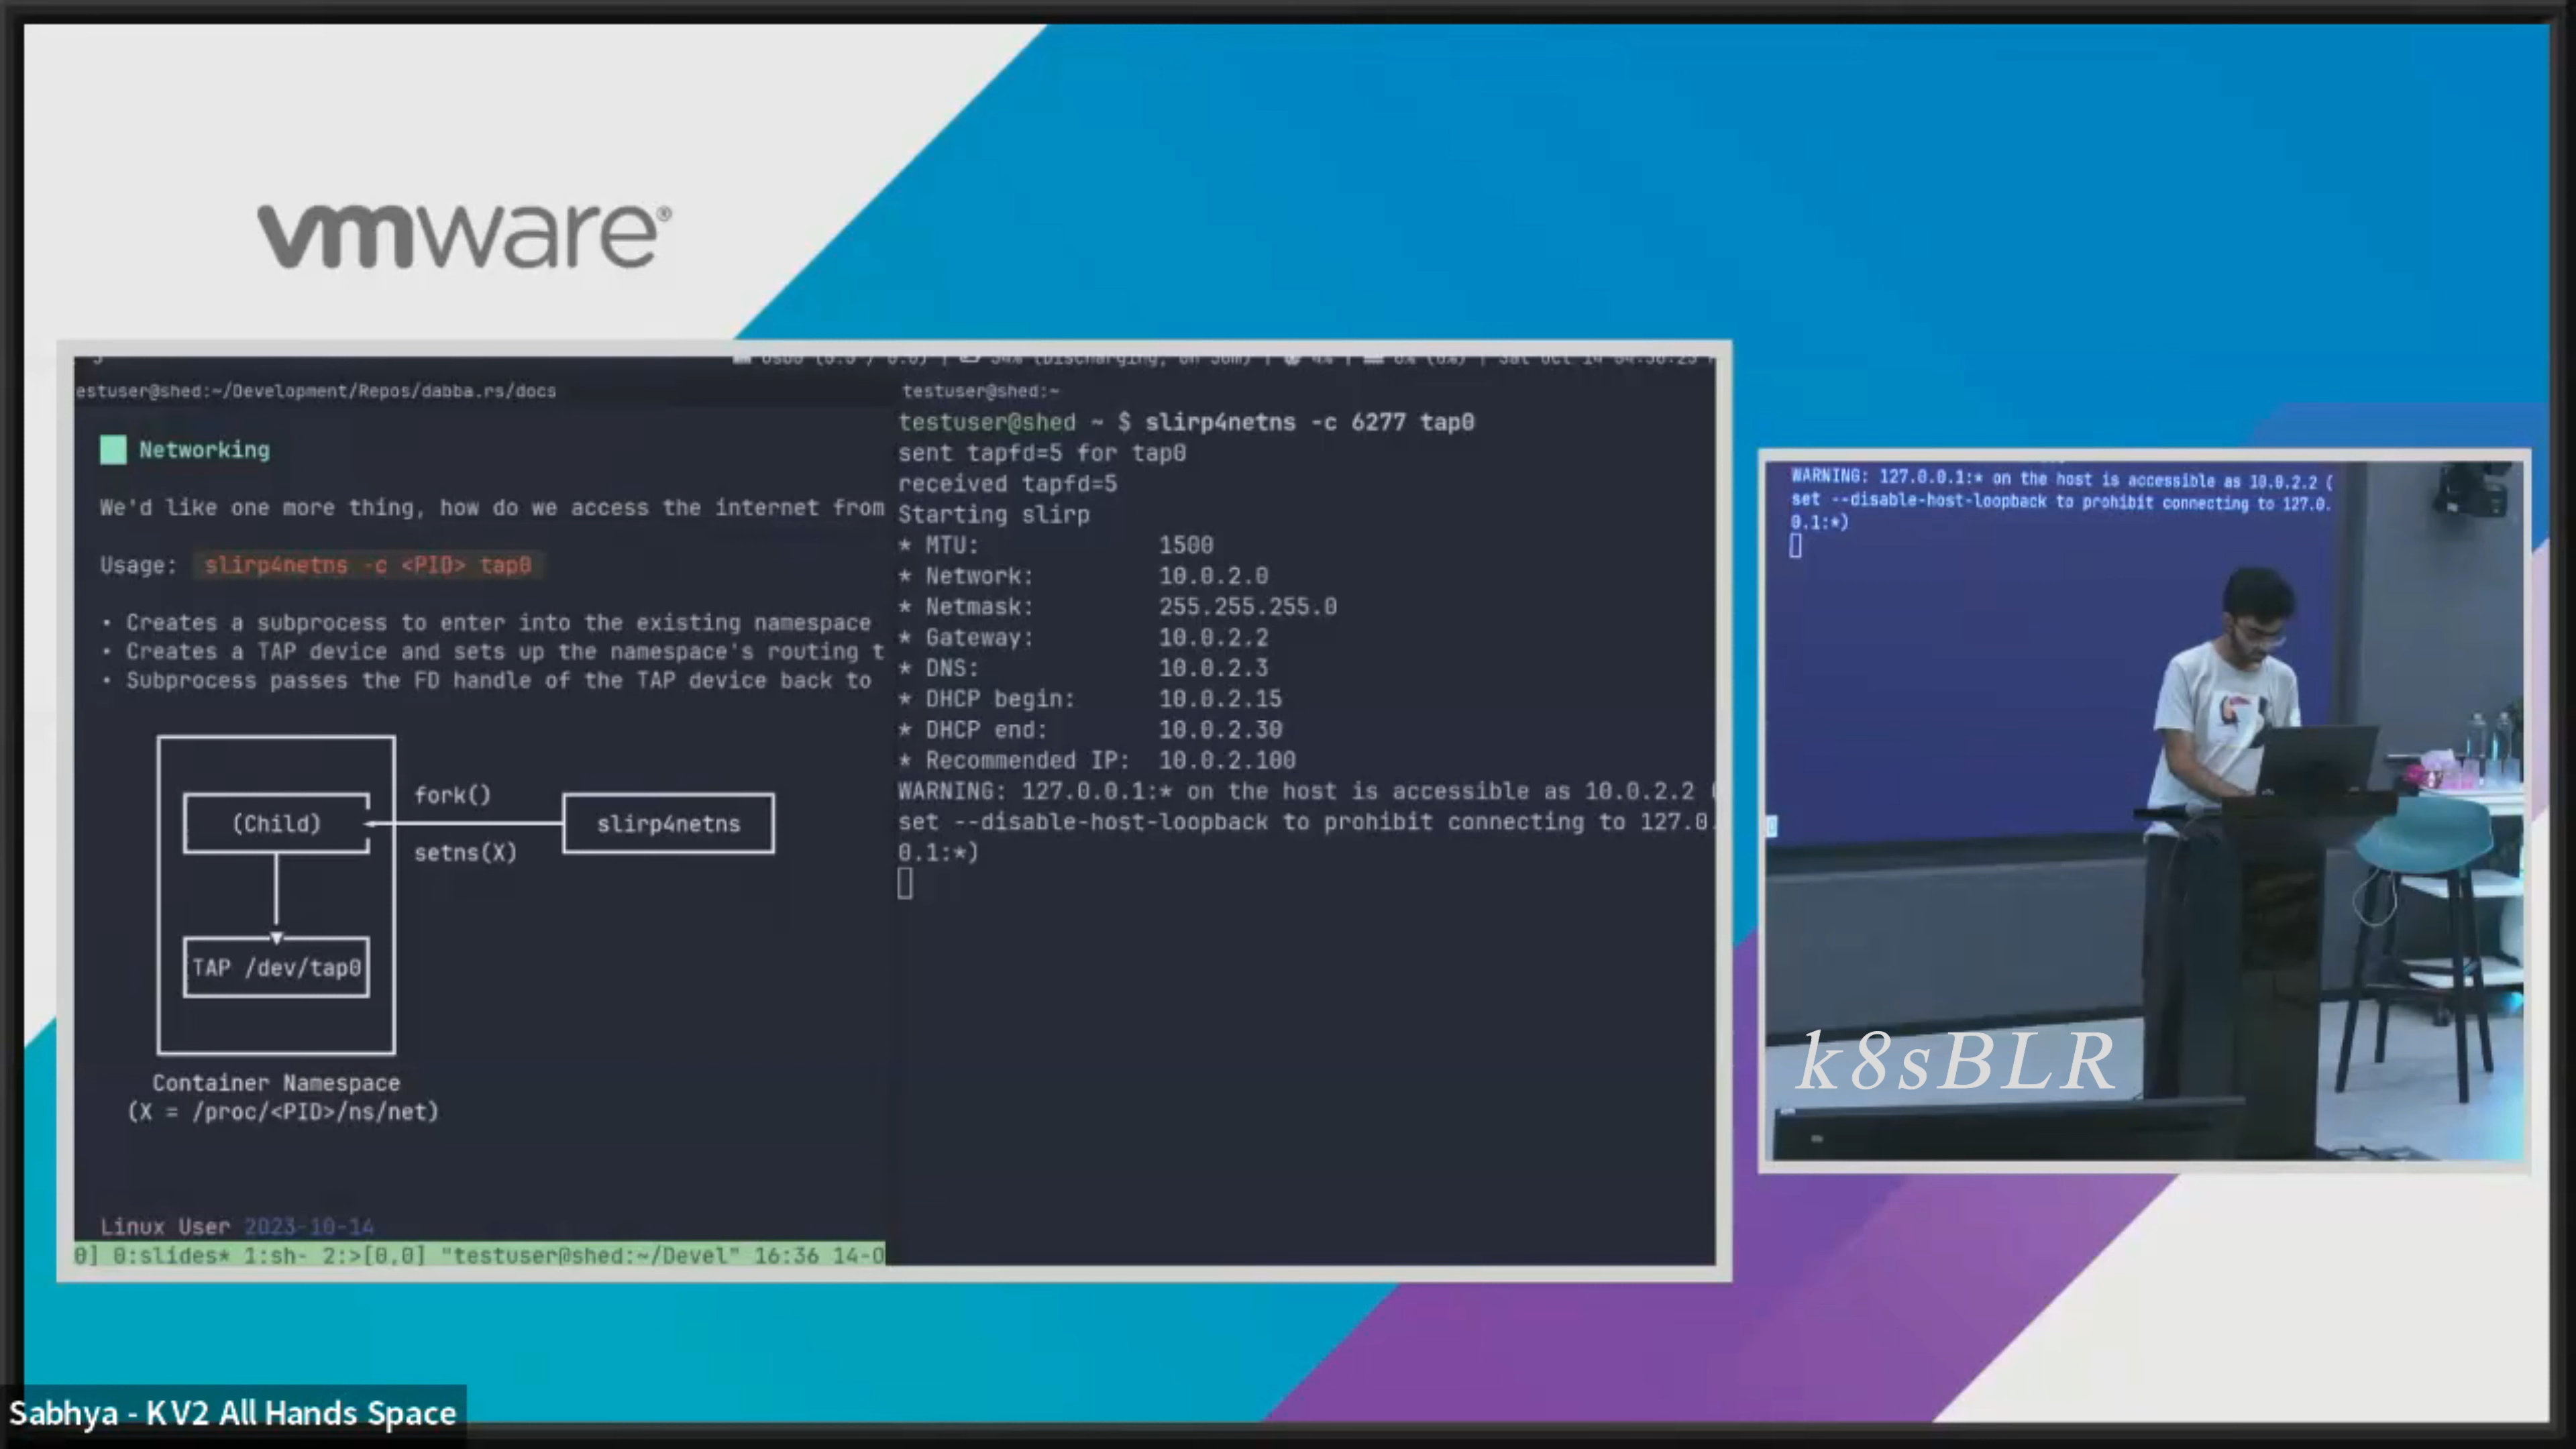 vmware®
estuser@shed:~/Development/Repos/dabba.rs/docs
Networking
We'd like one more thing, how do we access the internet from
Usage: slirp4netns -c <PID> tap0
• Creates a subprocess to enter into the existing namespace
• Creates a TAP device and sets up the namespace's routing t
• Subprocess passes the FD handle of the TAP device back to
fork()
(Child)
slirp4netns
setns(X)
TAP /dev/tap0
Container Namespace
(X = /proc/<PID>/ns/net)
Linux User 2023-10-14
0] 0:slides* 1:sh- 2:>[0,0] "testuser@shed:~/Devel" 16:36 14-O
testuser@shed:~
testuser@shed ~ $ slirp4netns -c 6277 tap0
sent tapfd=5 for tap0
received tapfd=5
Starting slirp
* MTU: 1500
* Network: 10.0.2.0
* Netmask: 255.255.255.0
* Gateway: 10.0.2.2
* DNS: 10.0.2.3
* DHCP begin: 10.0.2.15
* DHCP end: 10.0.2.30
* Recommended IP: 10.0.2.100
WARNING: 127.0.0.1:* on the host is accessible as 10.0.2.2 (
set --disable-host-loopback to prohibit connecting to 127.0.
0.1:*)
WARNING: 127.0.0.1:* on the host is accessible as 10.0.2.2 (
set --disable-host-loopback to prohibit connecting to 127.0.
0.1:*)
k8sBLR
Sabhya - KV2 All Hands Space